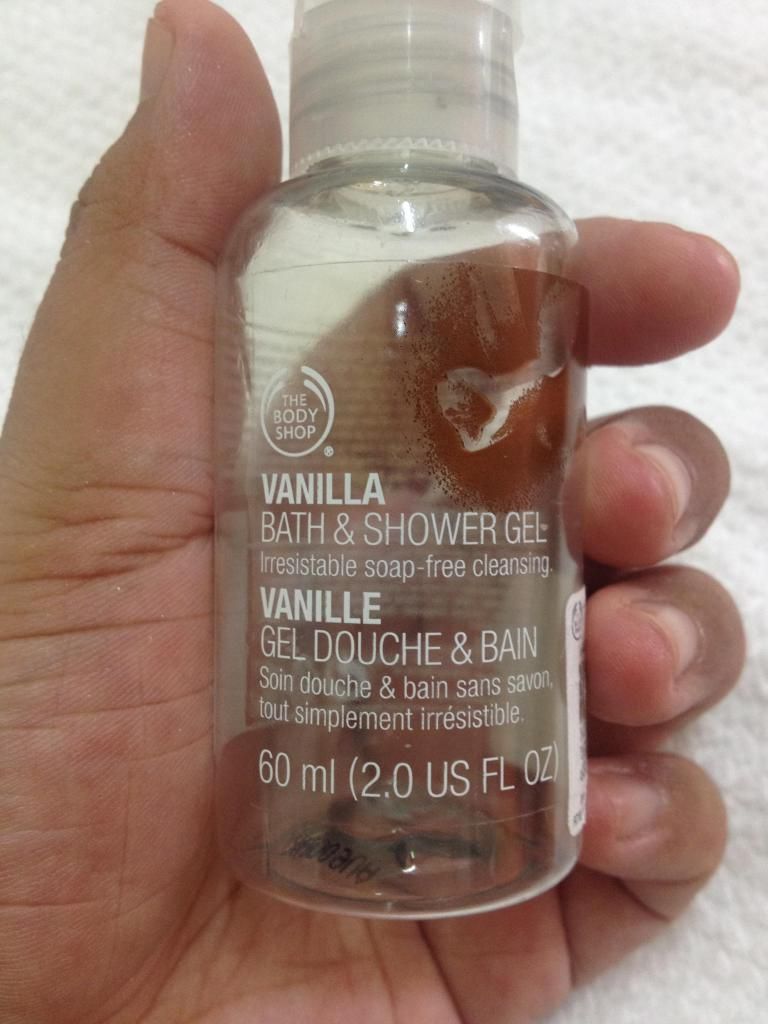 THE
BODY
SHOP
®
VANILLA
BATH & SHOWER GEL
Irresistable soap-free cleansing.
VANILLE
GEL DOUCHE & BAIN
Soin douche & bain sans savon,
tout simplement irrésistible.
60 ml (2.0 US FL OZ)